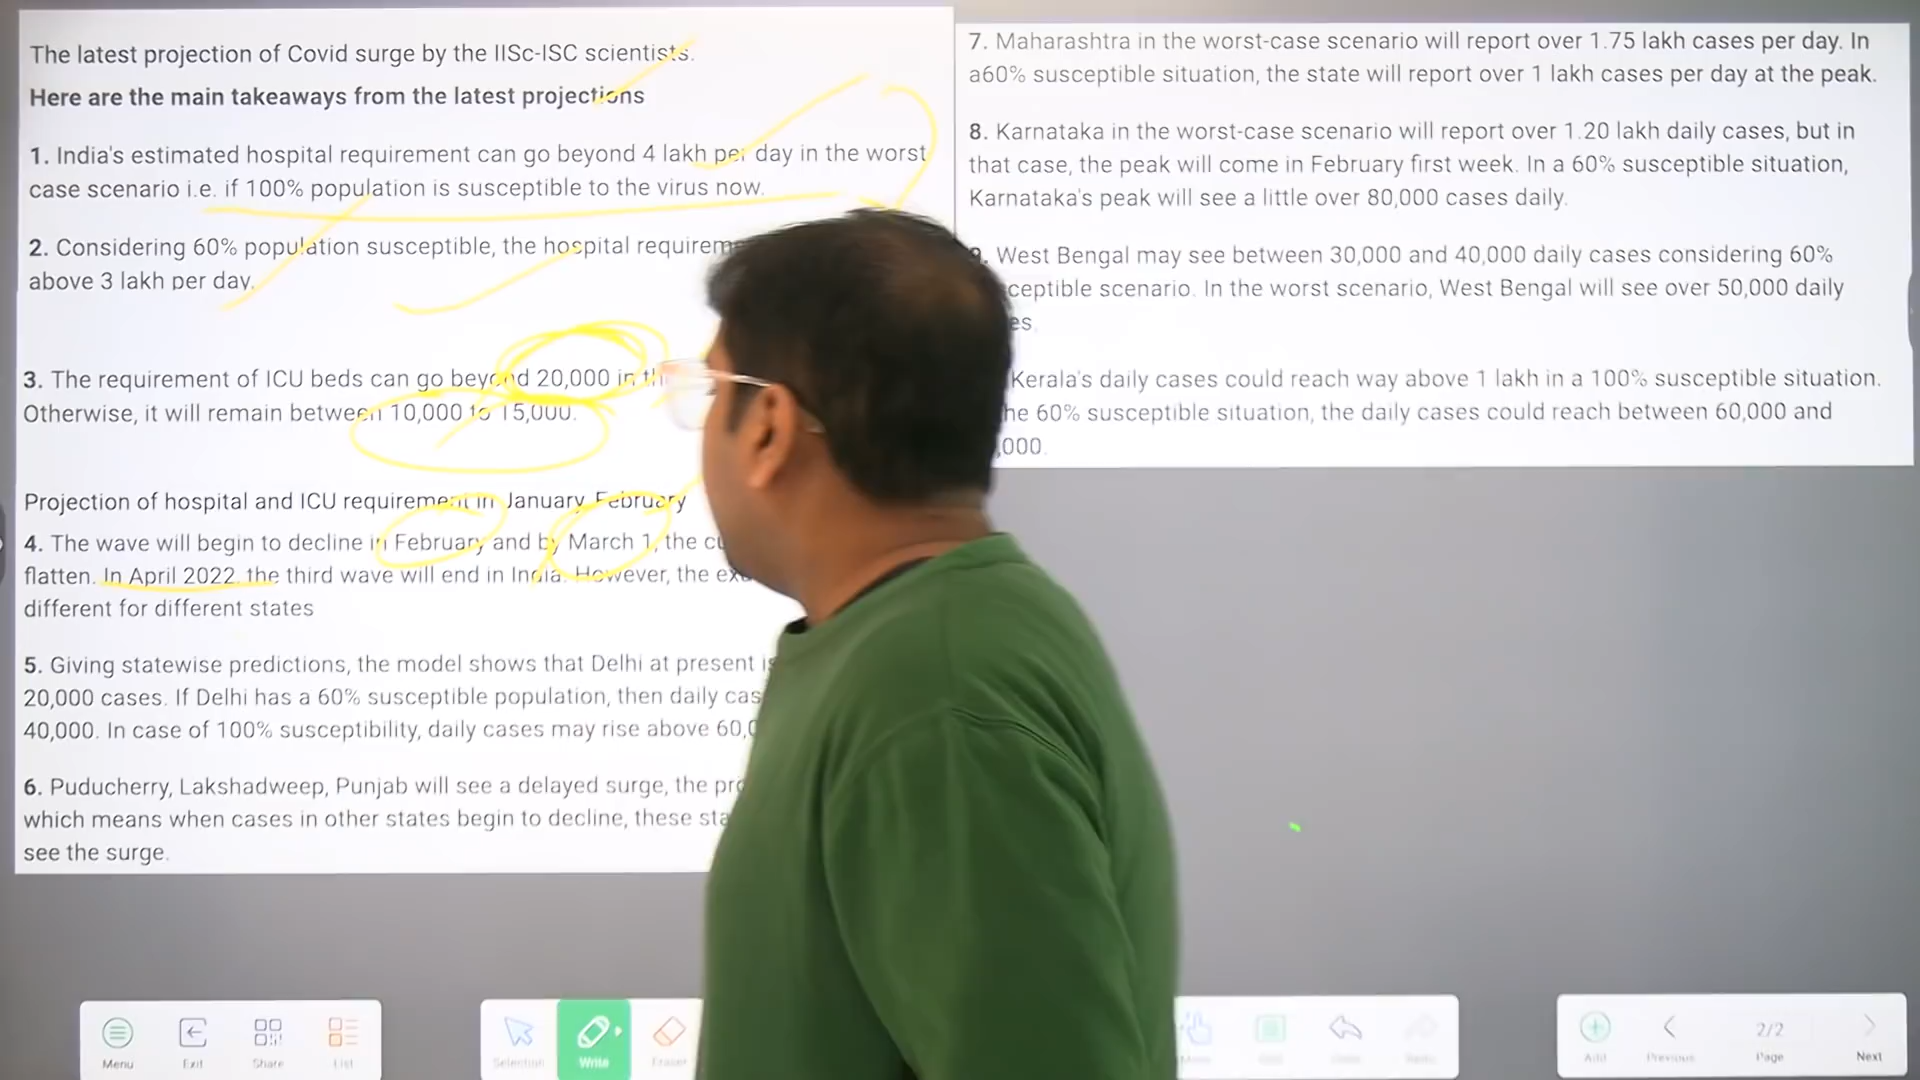 The latest projection of Covid surge by the IISc-ISC scientists.
Here are the main takeaways from the latest projections
1. India's estimated hospital requirement can go beyond 4 lakh per day in the worst
case scenario i.e. if 100% population is susceptible to the virus now.
2. Considering 60% population susceptible, the hospital
above 3 lakh per day.
3. The requirement of ICU beds can go beyond 20,000 in
Otherwise, it will remain between 10,000 to 15,000.
Projection of hospital and ICU requirement in January, February
4. The wave will begin to decline in February and by March 1, the
flatten. In April 2022, the third wave will end in India. However, the
different for different states
5. Giving statewise predictions, the model shows that Delhi at present
20,000 cases. If Delhi has a 60% susceptible population, then daily
40,000. In case of 100% susceptibility, daily cases may rise above
6. Puducherry, Lakshadweep, Punjab will see a delayed surge, the
which means when cases in other states begin to decline, these
see the surge.
7. Maharashtra in the worst-case scenario will report over 1.75 lakh cases per day. In
a60% susceptible situation, the state will report over 1 lakh cases per day at the peak.
8. Karnataka in the worst-case scenario will report over 1.20 lakh daily cases, but in
that case, the peak will come in February first week. In a 60% susceptible situation,
Karnataka's peak will see a little over 80,000 cases daily.
West Bengal may see between 30,000 and 40,000 daily cases considering 60%
scenario. In the worst scenario, West Bengal will see over 50,000 daily
Kerala's daily cases could reach way above 1 lakh in a 100% susceptible situation.
60% susceptible situation, the daily cases could reach between 60,000 and
Menu Exit Share List Selection Write Eraser Add Previous 2/2 Page Next